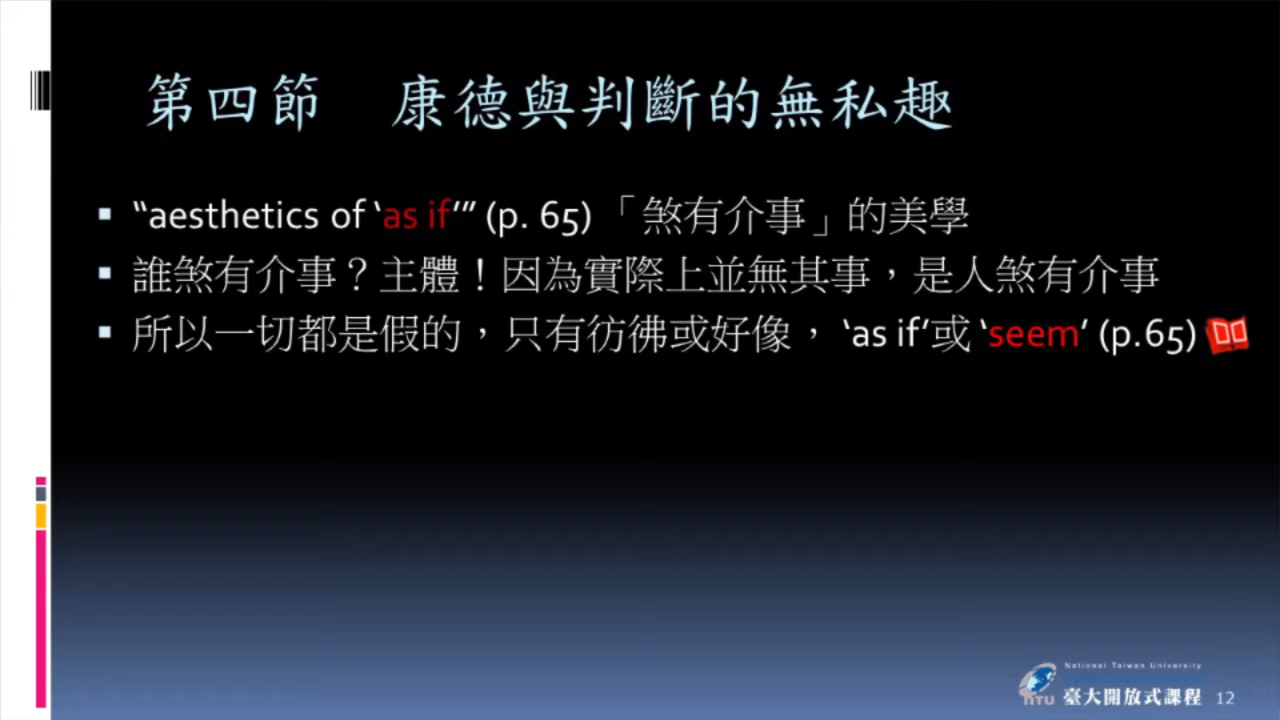 第四節 康德與判斷的無私趣
“aesthetics of ‘as if’” (p. 65)「煞有介事」的美學
誰煞有介事？主體！因為實際上並無其事，是人煞有介事
所以一切都是假的，只有彷彿或好像， ‘as if’或 ‘seem’ (p.65)
National Taiwan University
NTU 臺大開放式課程 12